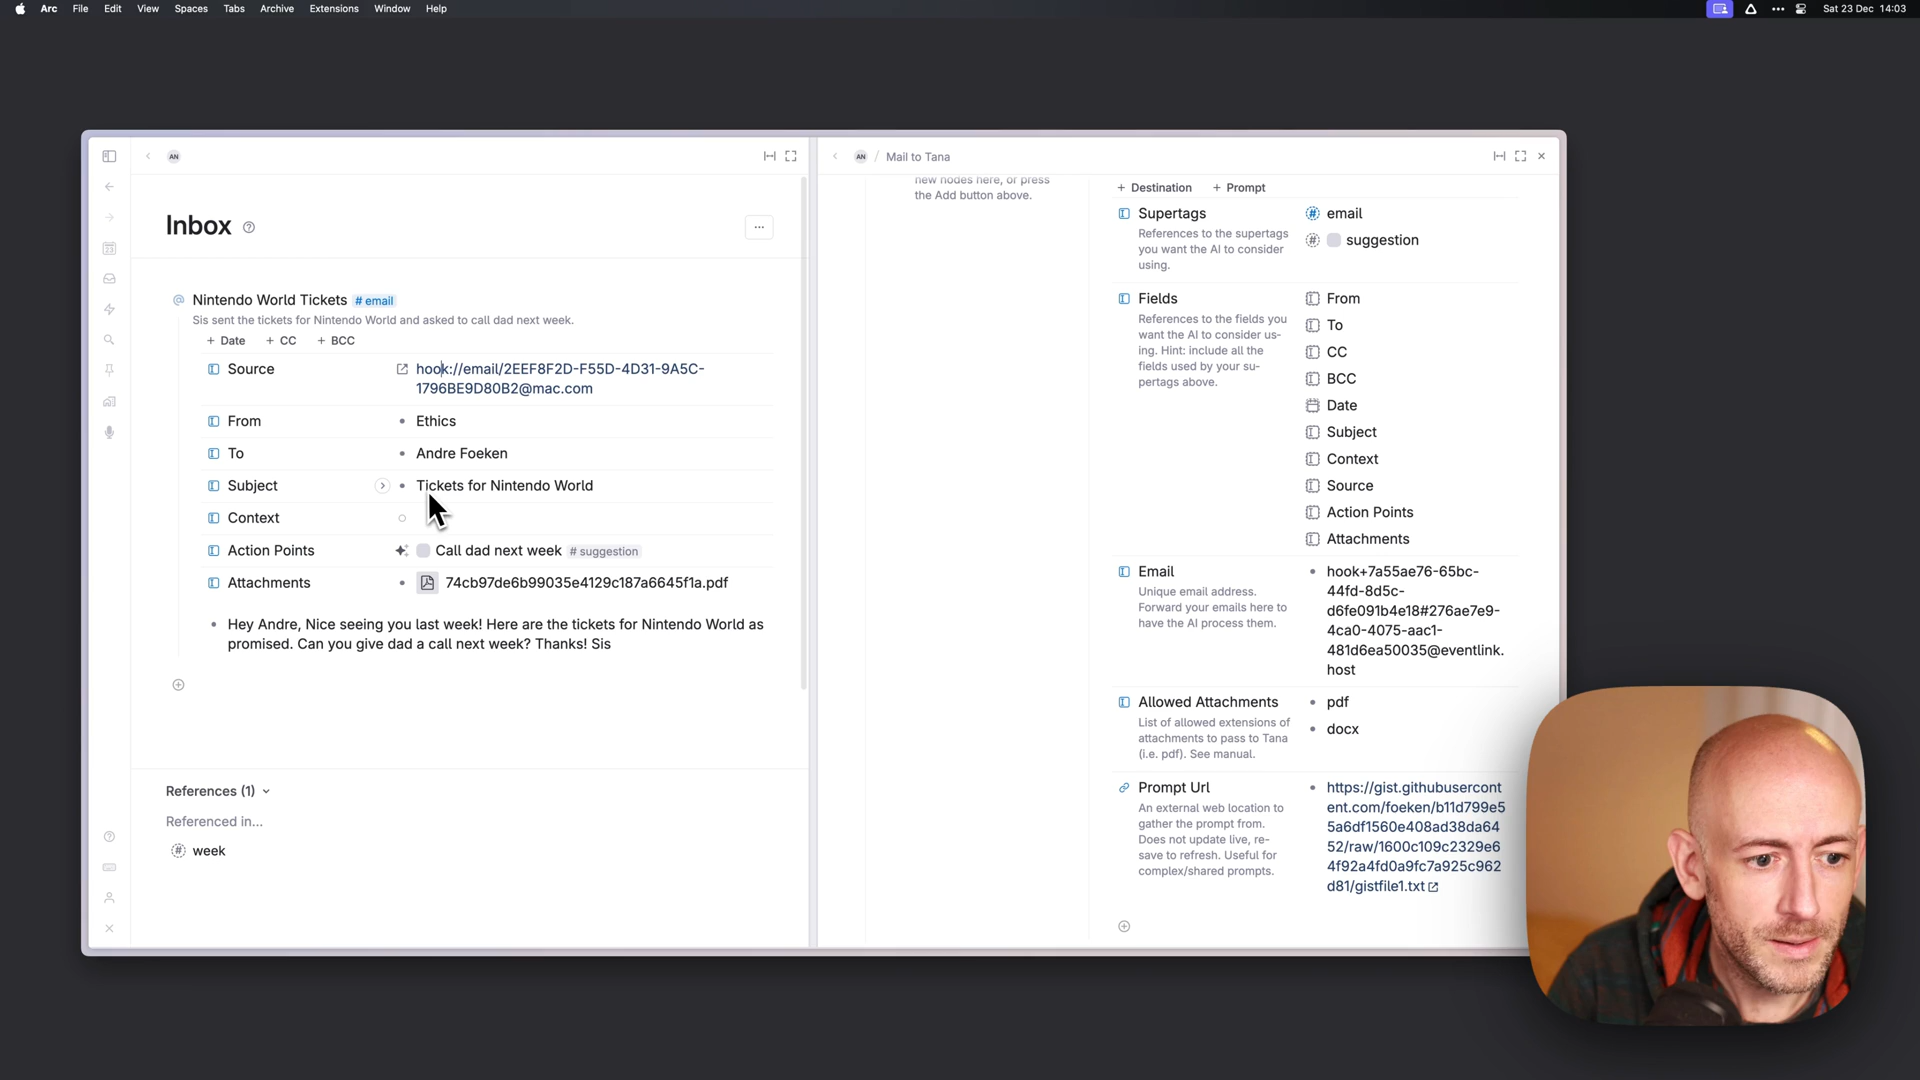 Arc File Edit View Spaces Tabs Archive Extensions Window Help
Sat 23 Dec 14:03
AN
Inbox
Nintendo World Tickets # email
Sis sent the tickets for Nintendo World and asked to call dad next week.
+ Date + CC + BCC
Source
hook://email/2EEF8F2D-F55D-4D31-9A5C-
1796BE9D80B2@mac.com
From
Ethics
To
Andre Foeken
Subject
Tickets for Nintendo World
Context
Action Points
Call dad next week # suggestion
Attachments
74cb97de6b99035e4129c187a6645f1a.pdf
Hey Andre, Nice seeing you last week! Here are the tickets for Nintendo World as
promised. Can you give dad a call next week? Thanks! Sis
References (1)
Referenced in...
# week
23
AN / Mail to Tana
new nodes here, or press
the Add button above.
+ Destination + Prompt
Supertags
References to the supertags
you want the AI to consider
using.
# email
# suggestion
Fields
References to the fields you
want the AI to consider us-
ing. Hint: include all the
fields used by your su-
pertags above.
From
To
CC
BCC
Date
Subject
Context
Source
Action Points
Attachments
Email
Unique email address.
Forward your emails here to
have the AI process them.
hook+7a55ae76-65bc-
44fd-8d5c-
d6fe091b4e18#276ae7e9-
4ca0-4075-aac1-
481d6ea50035@eventlink.
host
Allowed Attachments
List of allowed extensions of
attachments to pass to Tana
(i.e. pdf). See manual.
pdf
docx
Prompt Url
An external web location to
gather the prompt from.
Does not update live, re-
save to refresh. Useful for
complex/shared prompts.
https://gist.githubusercont
ent.com/foeken/b11d799e5
5a6df1560e408ad38da64
52/raw/1600c109c2329e6
4f92a4fd0a9fc7a925c962
d81/gistfile1.txt